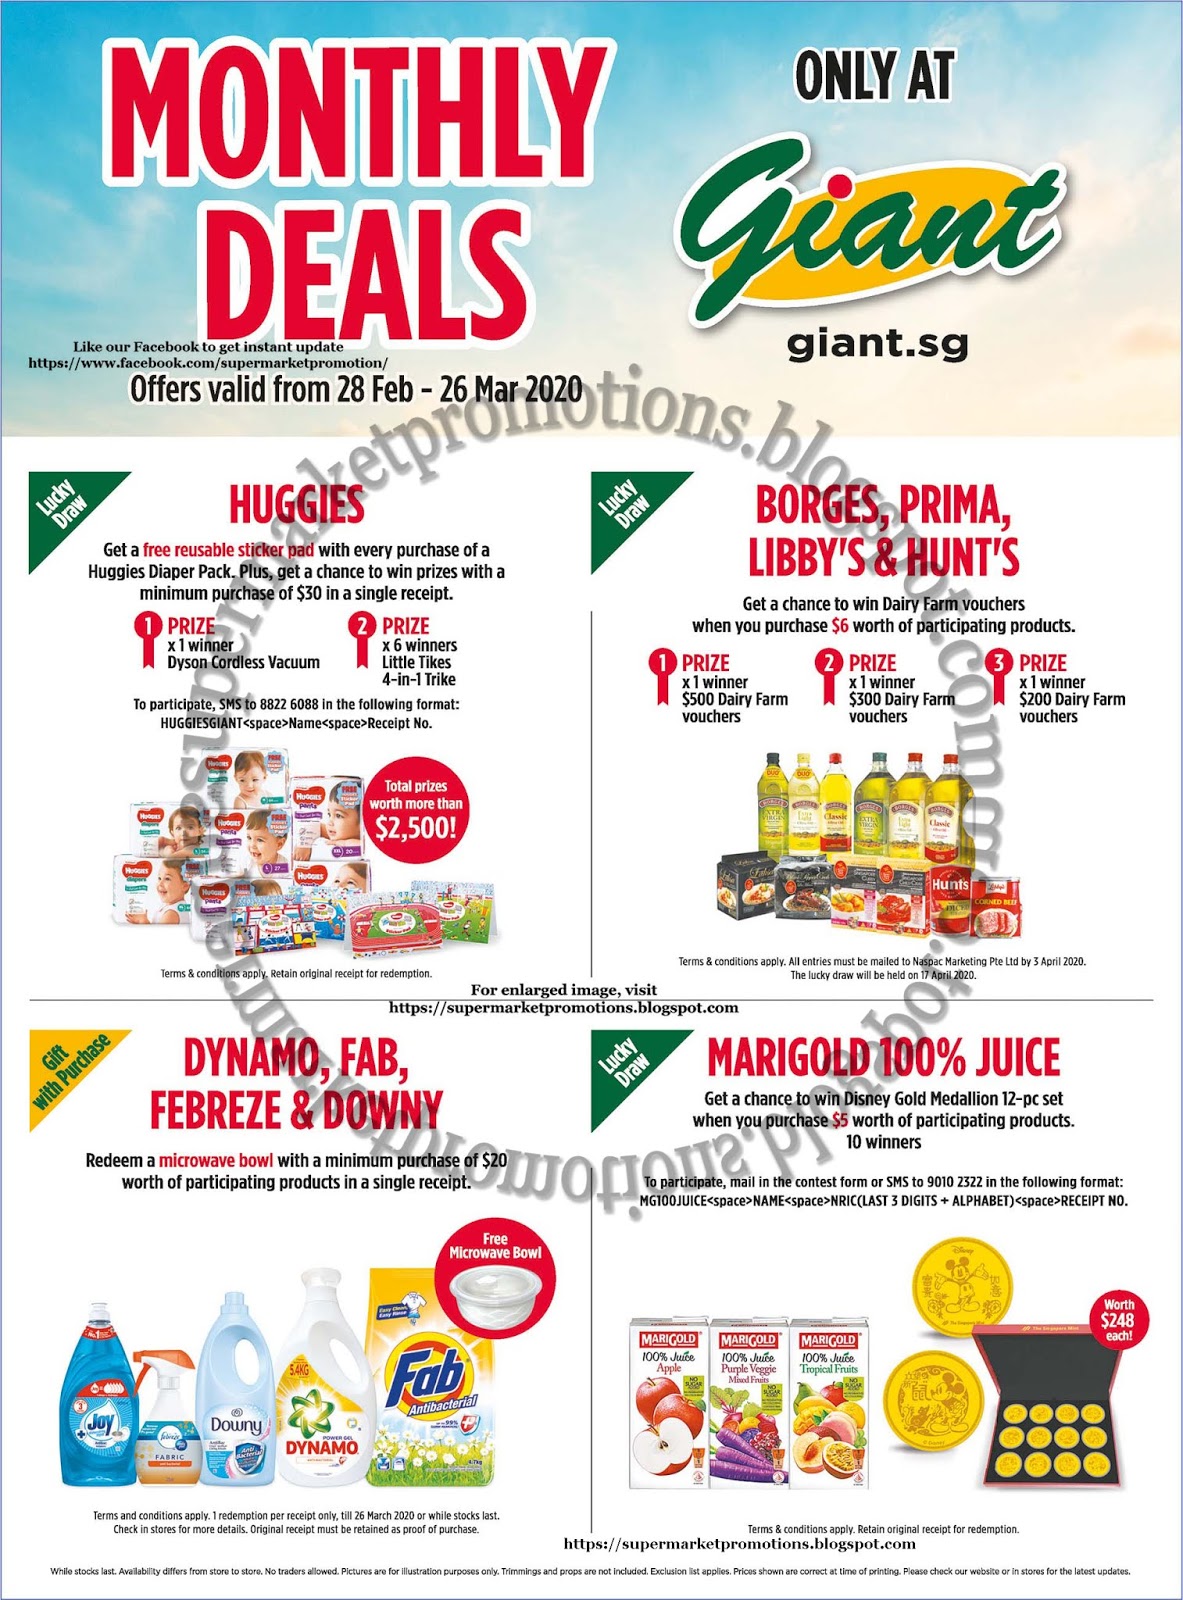 MONTHLY
DEALS
ONLY AT
Giant
giant.sg
Like our Facebook to get instant update
https://www.facebook.com/supermarketpromotion/
Offers valid from 28 Feb - 26 Mar 2020
Lucky
Draw
HUGGIES
Get a free reusable sticker pad with every purchase of a
Huggies Diaper Pack. Plus, get a chance to win prizes with a
minimum purchase of $30 in a single receipt.
1 PRIZE
x 1 winner
Dyson Cordless Vacuum
2 PRIZE
x 6 winners
Little Tikes
4-in-1 Trike
To participate, SMS to 8822 6088 in the following format:
HUGGIESGIANT<space>Name<space>Receipt No.
Total prizes
worth more than
$2,500!
Terms & conditions apply. Retain original receipt for redemption.
Lucky
Draw
BORGES, PRIMA,
LIBBY'S & HUNT'S
Get a chance to win Dairy Farm vouchers
when you purchase $6 worth of participating products.
1 PRIZE
x 1 winner
$500 Dairy Farm
vouchers
2 PRIZE
x 1 winner
$300 Dairy Farm
vouchers
3 PRIZE
x 1 winner
$200 Dairy Farm
vouchers
Hunts
CORNED BEEF
Terms & conditions apply. All entries must be mailed to Naspac Marketing Pte Ltd by 3 April 2020.
The lucky draw will be held on 17 April 2020.
For enlarged image, visit
https://supermarketpromotions.blogspot.com
Gift
with Purchase
DYNAMO, FAB,
FEBREZE & DOWNY
Redeem a microwave bowl with a minimum purchase of $20
worth of participating products in a single receipt.
Free
Microwave Bowl
Joy
febreze
FABRIC
Downy
5.4KG
POWER GEL
DYNAMO
Fab
Antibacterial
Terms and conditions apply. 1 redemption per receipt only, till 26 March 2020 or while stocks last.
Check in stores for more details. Original receipt must be retained as proof of purchase.
Lucky
Draw
MARIGOLD 100% JUICE
Get a chance to win Disney Gold Medallion 12-pc set
when you purchase $5 worth of participating products.
10 winners
To participate, mail in the contest form or SMS to 9010 2322 in the following format:
MG100JUICE<space>NAME<space>NRIC(LAST 3 DIGITS + ALPHABET)<space>RECEIPT NO.
Worth
$248
each!
MARIGOLD
100% Juice
Apple
MARIGOLD
100% Juice
Purple Veggie
Mixed Fruits
MARIGOLD
100% Juice
Tropical Fruits
Terms & conditions apply. Retain original receipt for redemption.
https://supermarketpromotions.blogspot.com
While stocks last. Availability differs from store to store. No traders allowed. Pictures are for illustration purposes only. Trimmings and props are not included. Exclusion list applies. Prices shown are correct at time of printing. Please check our website or in stores for the latest updates.